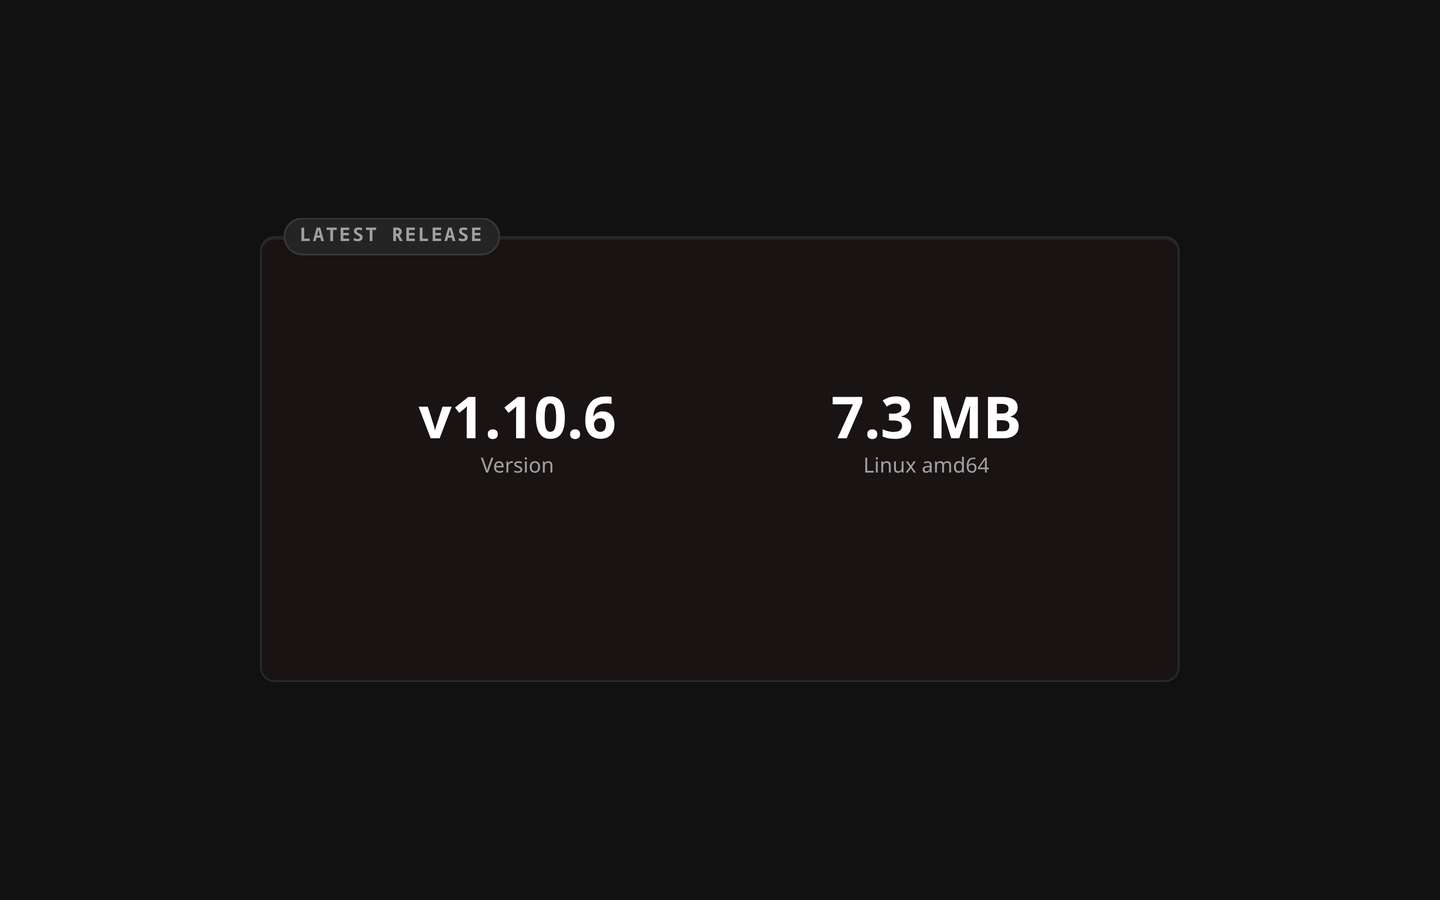 LATEST RELEASE
v1.10.6
Version
7.3 MB
Linux amd64